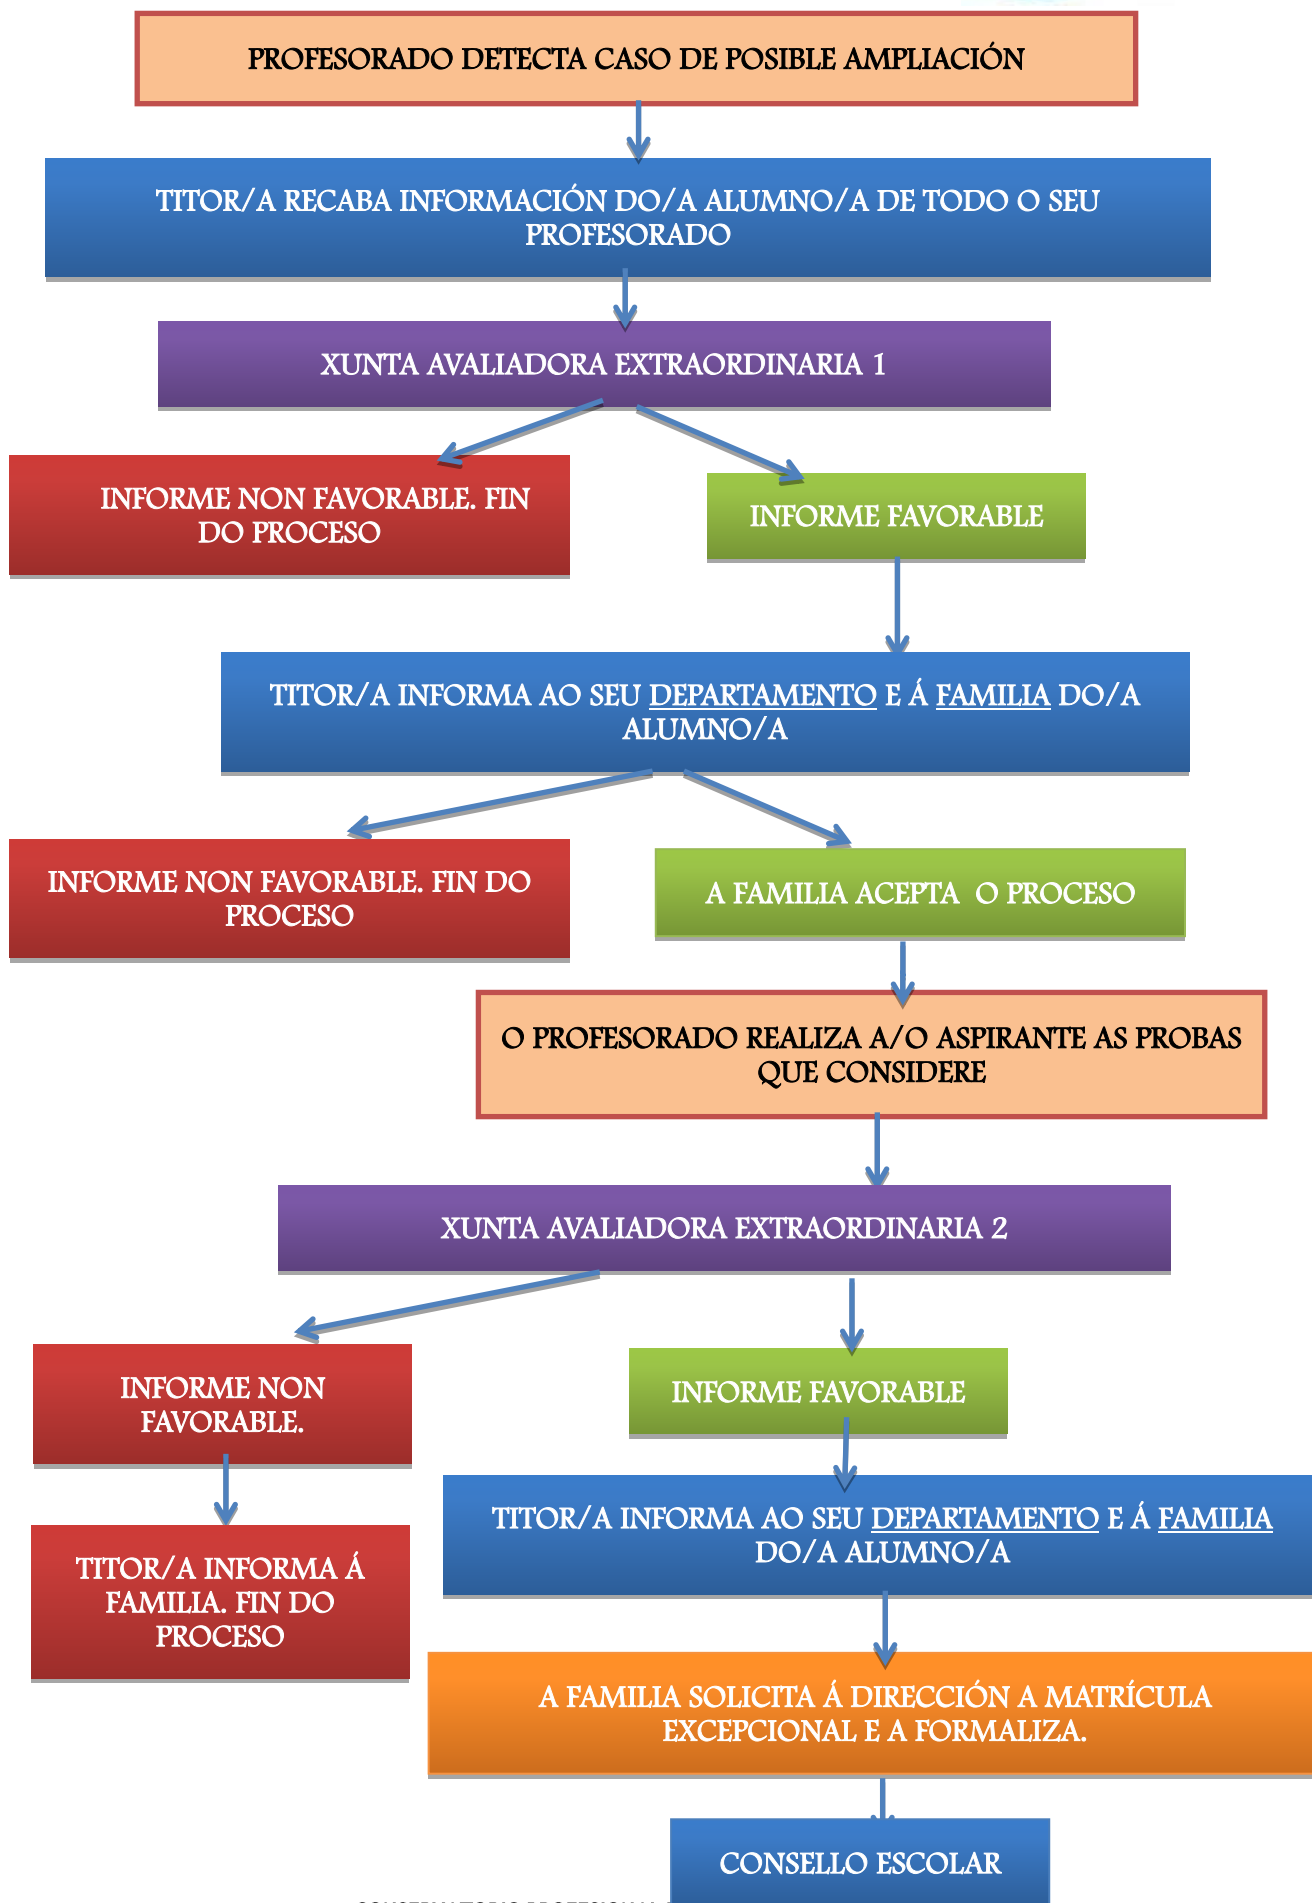 PROFESORADO DETECTA CASO DE POSIBLE AMPLIACIÓN
TITOR/A RECABA INFORMACIÓN DO/A ALUMNO/A DE TODO O SEU
PROFESORADO
XUNTA AVALIADORA EXTRAORDINARIA 1
INFORME NON FAVORABLE. FIN
DO PROCESO
INFORME FAVORABLE
TITOR/A INFORMA AO SEU DEPARTAMENTO E Á FAMILIA DO/A
ALUMNO/A
INFORME NON FAVORABLE. FIN DO
PROCESO
A FAMILIA ACEPTA O PROCESO
O PROFESORADO REALIZA A/O ASPIRANTE AS PROBAS
QUE CONSIDERE
XUNTA AVALIADORA EXTRAORDINARIA 2
INFORME NON
FAVORABLE.
INFORME FAVORABLE
TITOR/A INFORMA AO SEU DEPARTAMENTO E Á FAMILIA
DO/A ALUMNO/A
TITOR/A INFORMA Á
FAMILIA. FIN DO
PROCESO
A FAMILIA SOLICITA Á DIRECCIÓN A MATRÍCULA
EXCEPCIONAL E A FORMALIZA.
CONSELLO ESCOLAR